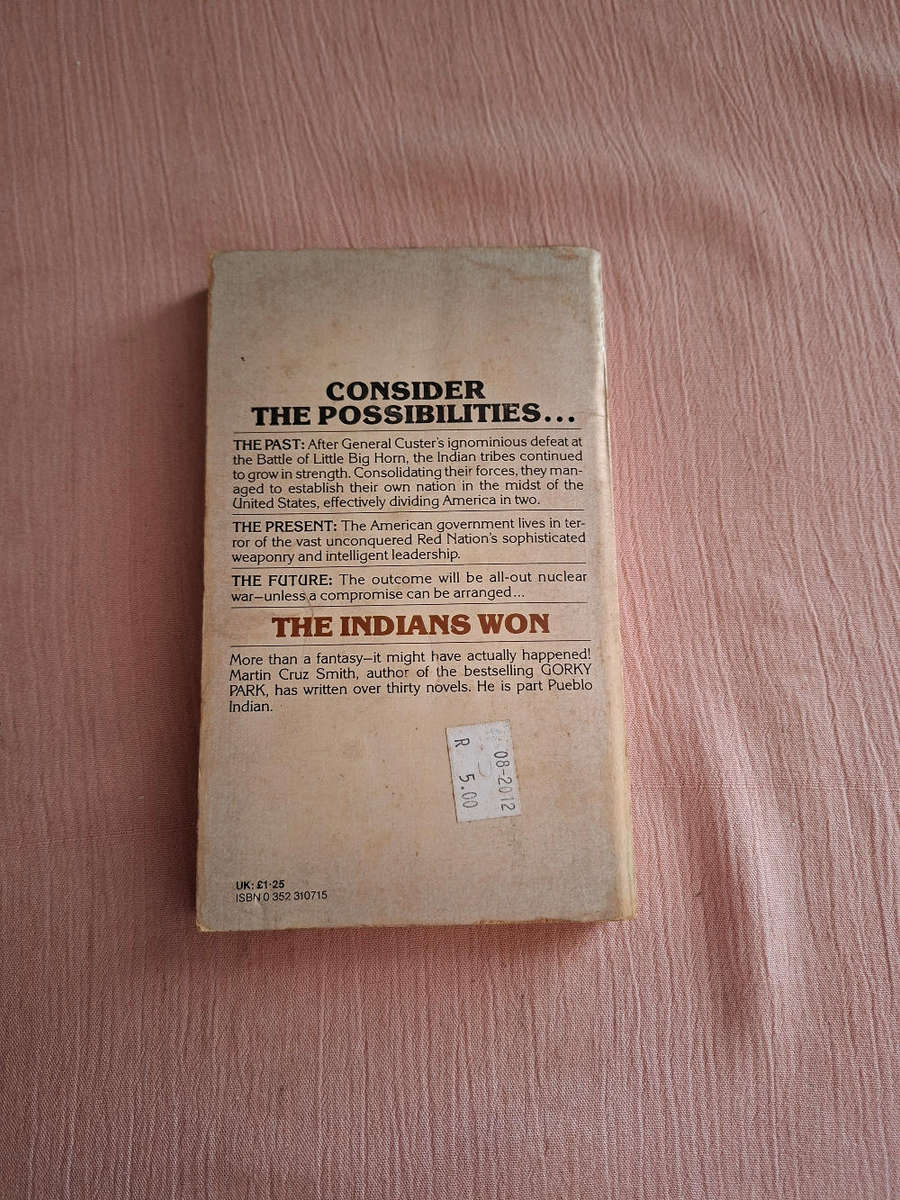 CONSIDER
THE POSSIBILITIES...
THE PAST: After General Custer's ignominious defeat at
the Battle of Little Big Horn, the Indian tribes continued
to grow in strength. Consolidating their forces, they man-
aged to establish their own nation in the midst of the
United States, effectively dividing America in two.
THE PRESENT: The American government lives in ter-
ror of the vast unconquered Red Nation's sophisticated
weaponry and intelligent leadership.
THE FUTURE: The outcome will be all-out nuclear
war—unless a compromise can be arranged...
THE INDIANS WON
More than a fantasy—it might have actually happened!
Martin Cruz Smith, author of the bestselling GORKY
PARK, has written over thirty novels. He is part Pueblo
Indian.
08-2012
R 5.00
UK: £1·25
ISBN 0 352 310715